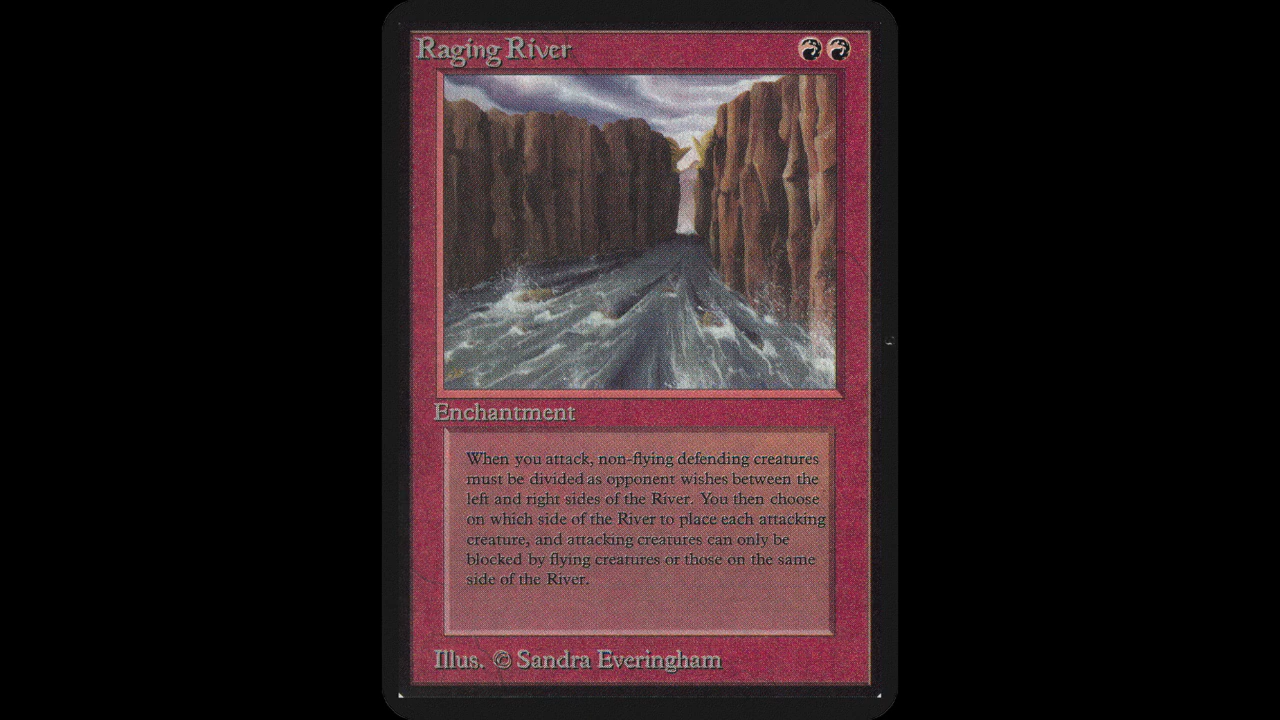 Raging River
Enchantment
When you attack, non-flying defending creatures
must be divided as opponent wishes between the
left and right sides of the River. You then choose
on which side of the River to place each attacking
creature, and attacking creatures can only be
blocked by flying creatures or those on the same
side of the River.
Illus. © Sandra Everingham